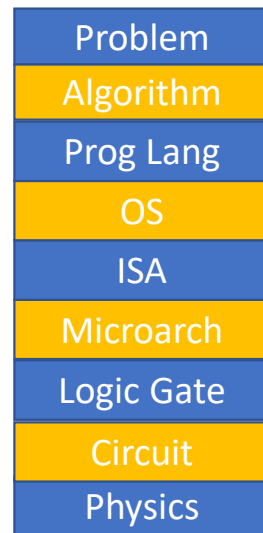 Problem
Algorithm
Prog Lang
OS
ISA
Microarch
Logic Gate
Circuit
Physics